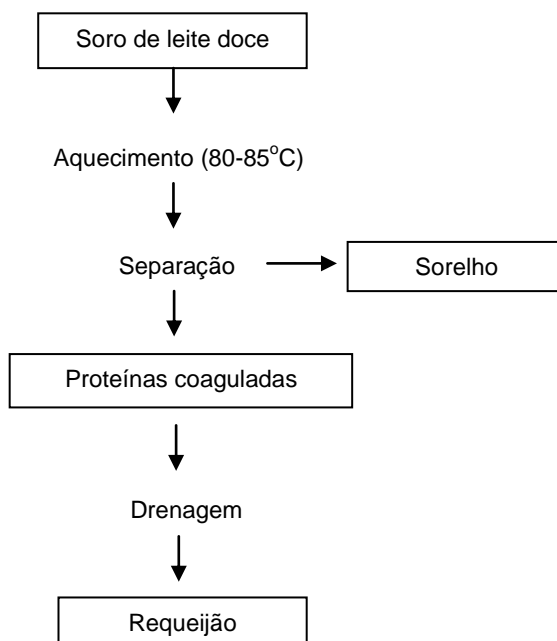 Soro de leite doce
Aquecimento (80-85°C)
Separação
Sorelho
Proteínas coaguladas
Drenagem
Requeijão